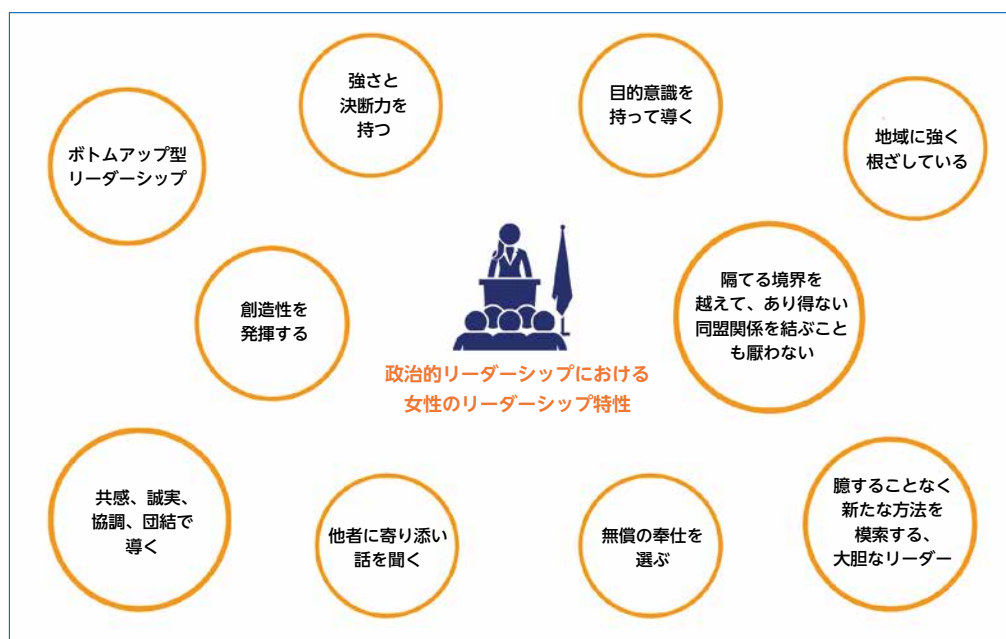 強さと
決断力を
持つ
目的意識を
持って導く
ボトムアップ型
リーダーシップ
地域に強く
根ざしている
創造性を
発揮する
隔てる境界を
越えて、あり得ない
同盟関係を結ぶこと
も厭わない
政治的リーダーシップにおける
女性のリーダーシップ特性
共感、誠実、
協調、団結で
導く
他者に寄り添い
話を聞く
無償の奉仕を
選ぶ
臆することなく
新たな方法を
模索する、
大胆なリーダー